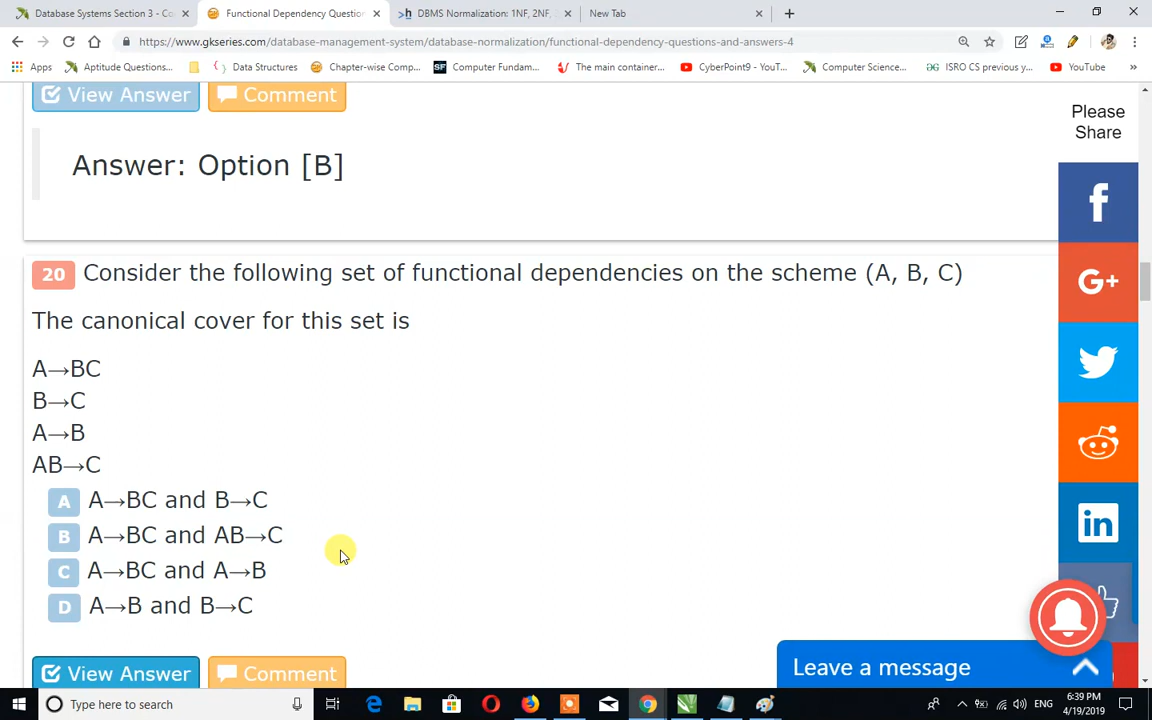 Database Systems Section 3 - Co
Functional Dependency Question
DBMS Normalization: 1NF, 2NF,
New Tab
https://www.gkseries.com/database-management-system/database-normalization/functional-dependency-questions-and-answers-4
Apps
Aptitude Questions...
Data Structures
Chapter-wise Comp...
Computer Fundam...
The main container...
CyberPoint9 - YouT...
Computer Science...
ISRO CS previous y...
YouTube
View Answer
Comment
Please
Share
Answer: Option [B]
20 Consider the following set of functional dependencies on the scheme (A, B, C)
The canonical cover for this set is
A→BC
B→C
A→B
AB→C
A A→BC and B→C
B A→BC and AB→C
C A→BC and A→B
D A→B and B→C
View Answer
Comment
Leave a message
Type here to search
ENG
6:39 PM
4/19/2019